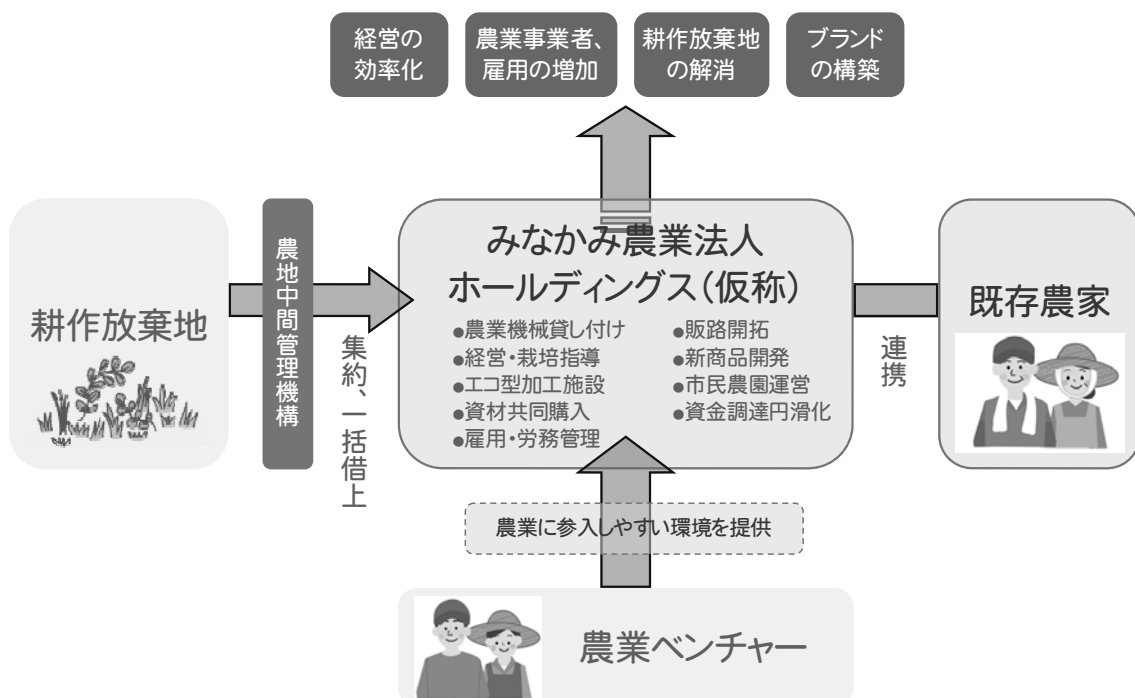 経営の
効率化
農業事業者、
雇用の増加
耕作放棄地
の解消
ブランド
の構築
耕作放棄地
農地中間管理機構
集約、一括借上
みなかみ農業法人
ホールディングス（仮称）
●農業機械貸し付け
●経営・栽培指導
●エコ型加工施設
●資材共同購入
●雇用・労務管理
●販路開拓
●新商品開発
●市民農園運営
●資金調達円滑化
連携
既存農家
農業に参入しやすい環境を提供
農業ベンチャー